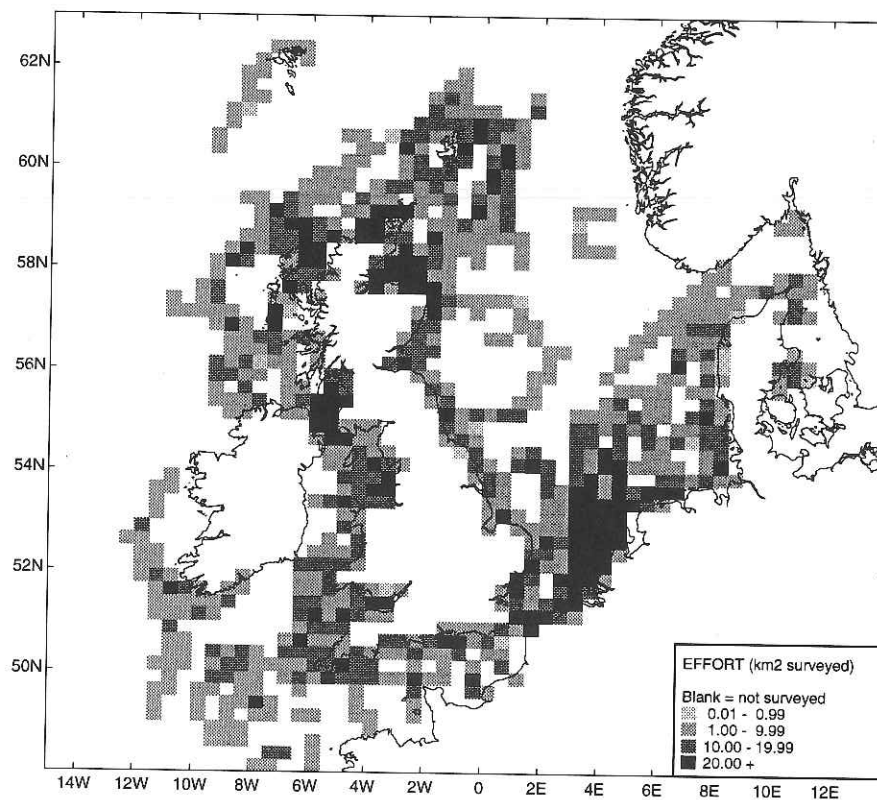 62N
60N
58N
56N
54N
52N
50N
EFFORT (km2 surveyed)
Blank = not surveyed
0.01 - 0.99
1.00 - 9.99
10.00 - 19.99
20.00 +
14W 12W 10W 8W 6W 4W 2W 0 2E 4E 6E 8E 10E 12E